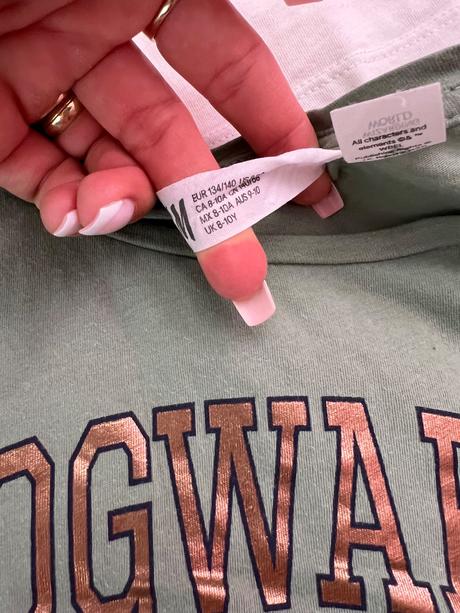 All characters and
elements © &
WBEI.
M
EUR 134/140
CA 8-10A
MX 8-10A AUS 9-10
UK 8-10Y
OGWAR